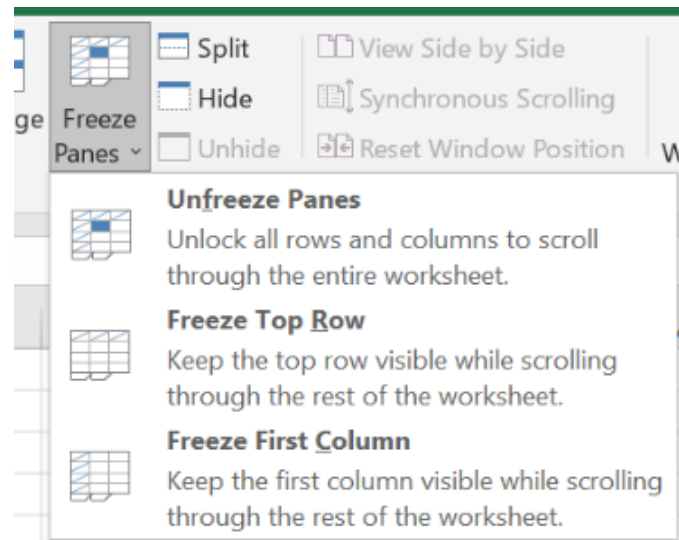 Split
View Side by Side
Hide
Synchronous Scrolling
ge
Freeze
Panes
Unhide
Reset Window Position
W
Unfreeze Panes
Unlock all rows and columns to scroll
through the entire worksheet.
Freeze Top Row
Keep the top row visible while scrolling
through the rest of the worksheet.
Freeze First Column
Keep the first column visible while scrolling
through the rest of the worksheet.